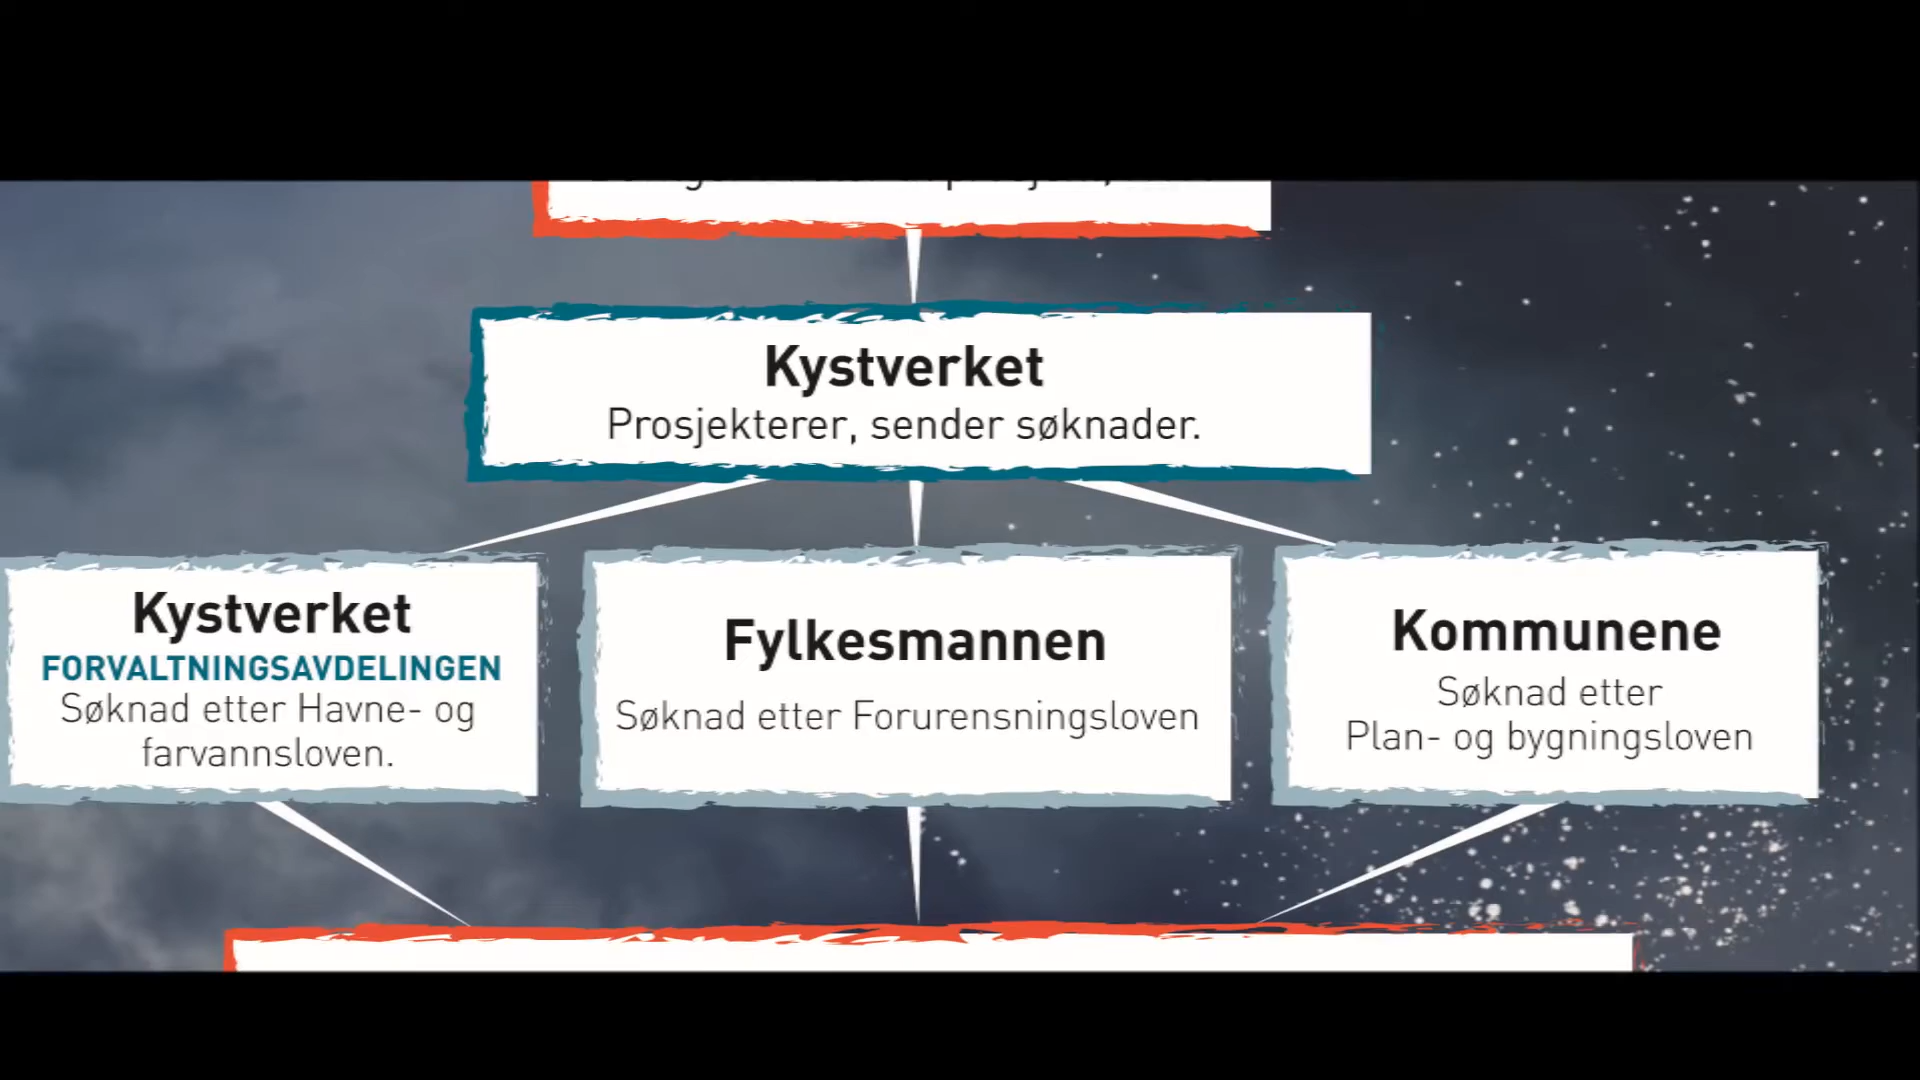 Kystverket
Prosjekterer, sender søknader.
Kystverket
FORVALTNINGSAVDELINGEN
Søknad etter Havne- og
farvannsloven.
Fylkesmannen
Søknad etter Forurensningsloven
Kommunene
Søknad etter
Plan- og bygningsloven